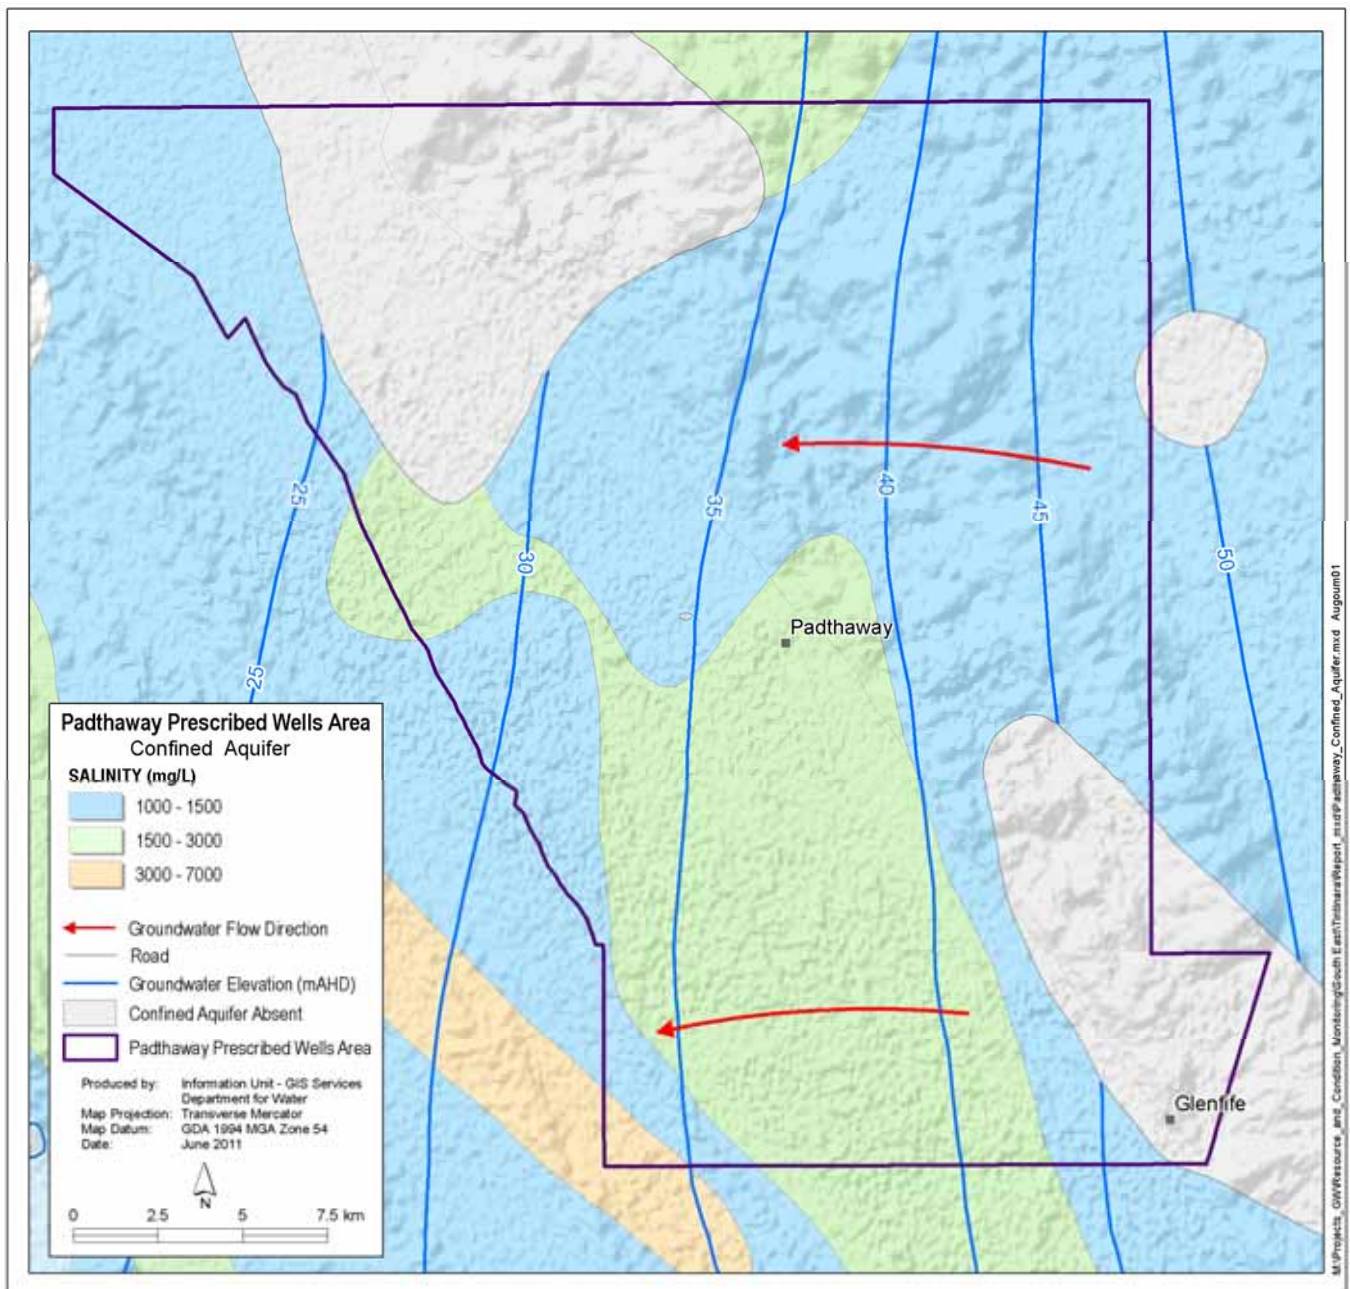 25
30
35
40
45
50
25
Padthaway
Glenlife
Padthaway Prescribed Wells Area
Confined Aquifer
SALINITY (mg/L)
1000 - 1500
1500 - 3000
3000 - 7000
Groundwater Flow Direction
Road
Groundwater Elevation (mAHD)
Confined Aquifer Absent
Padthaway Prescribed Wells Area
Produced by: Information Unit - GIS Services
Department for Water
Map Projection: Transverse Mercator
Map Datum: GDA 1994 MGA Zone 54
Date: June 2011
N
0 2.5 5 7.5 km